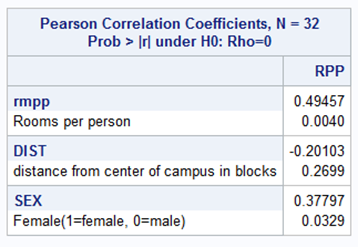 Pearson Correlation Coefficients, N = 32
Prob > |r| under H0: Rho=0
RPP
rmpp 0.49457
Rooms per person 0.0040
DIST -0.20103
distance from center of campus in blocks 0.2699
SEX 0.37797
Female(1=female, 0=male) 0.0329